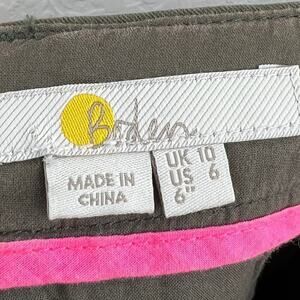 Boden
MADE IN
CHINA
UK 10
US 6
6"